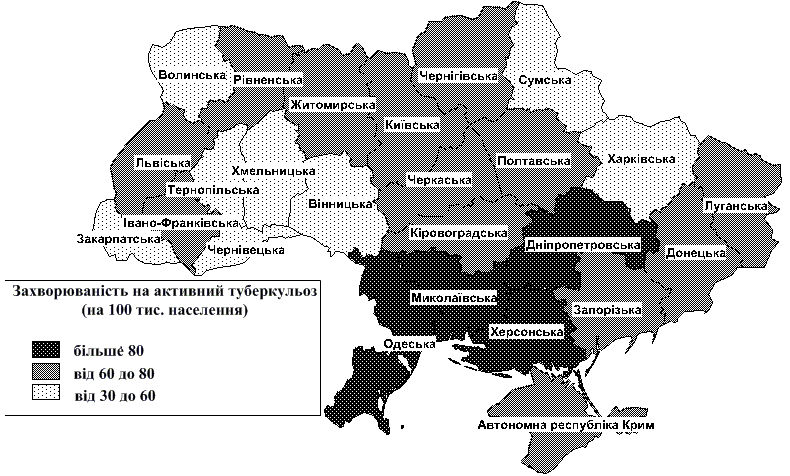 Волинська
Рівненська
Чернігівська
Сумська
Житомирська
Київська
Львіська
Хмельницька
Полтавська
Харківська
Тернопільська
Черкаська
Вінницька
Луганська
Івано-Франківська
Закарпатська
Чернівецька
Кіровоградська
Дніпропетровська
Донецька
Миколаївська
Запорізька
Херсонська
Одеська
Автономна республіка Крим
Захворюваність на активний туберкульоз
(на 100 тис. населення)
більше 80
від 60 до 80
від 30 до 60